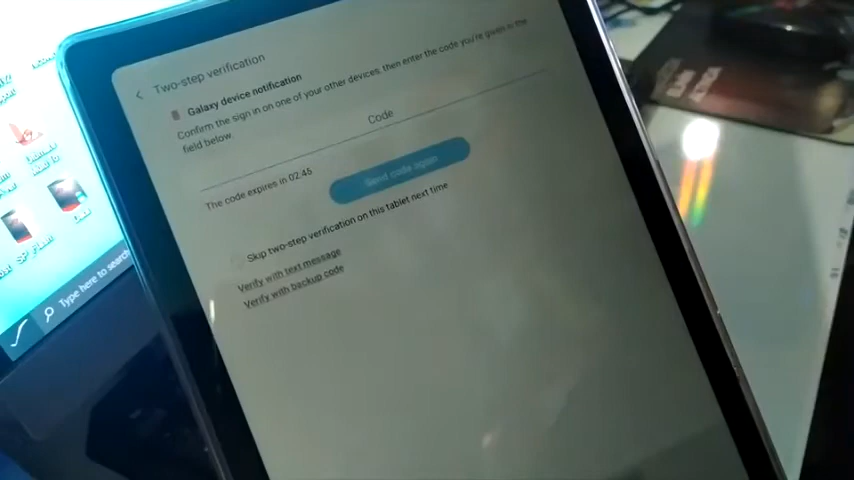 Two-step verification
Galaxy device notification
Confirm the sign in on one of your other devices, then enter the code you're given in the
field below.
Code
The code expires in 02:45
Send code again
Skip two-step verification on this tablet next time
Verify with text message
Verify with backup code
SP Flash
Type here to search